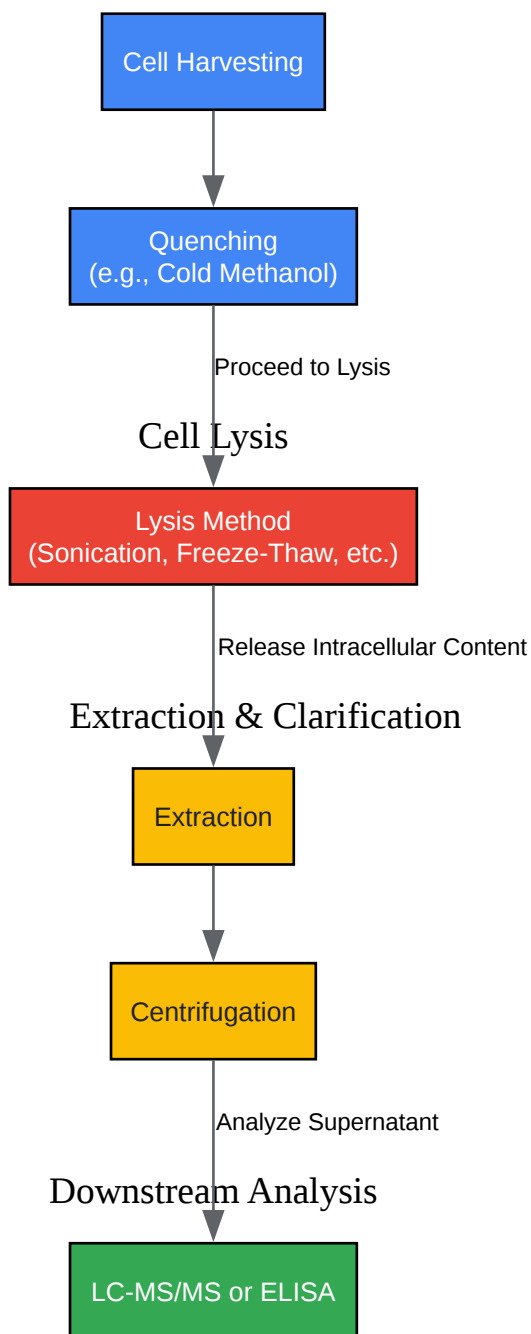 Cell Harvesting
Quenching
(e.g., Cold Methanol)
Proceed to Lysis
Cell Lysis
Lysis Method
(Sonication, Freeze-Thaw, etc.)
Release Intracellular Content
Extraction & Clarification
Extraction
Centrifugation
Analyze Supernatant
Downstream Analysis
LC-MS/MS or ELISA